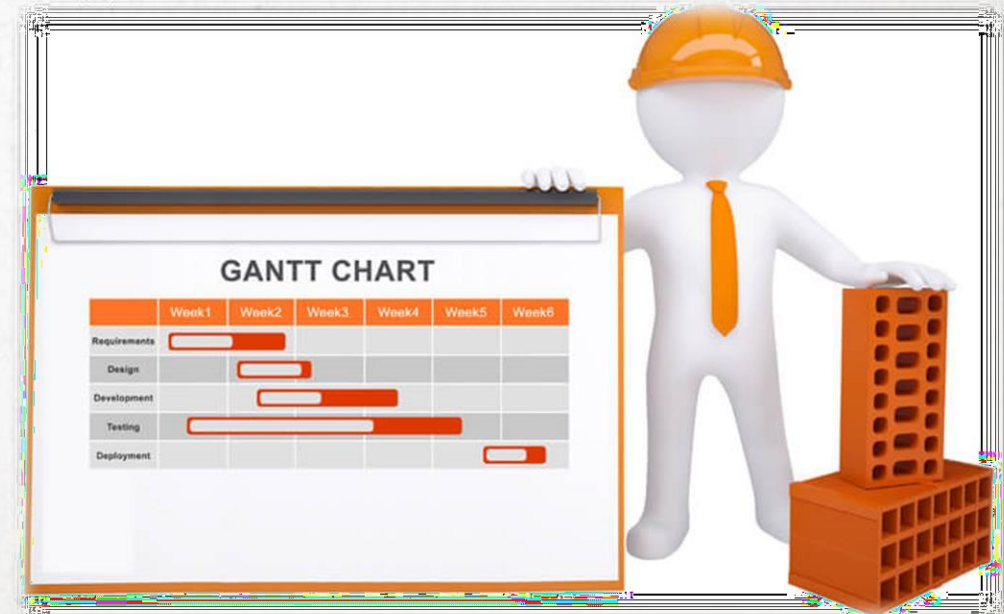 GANTT CHART
Week1 Week2 Week3 Week4 Week5 Week6
Requirements
Design
Development
Testing
Deployment